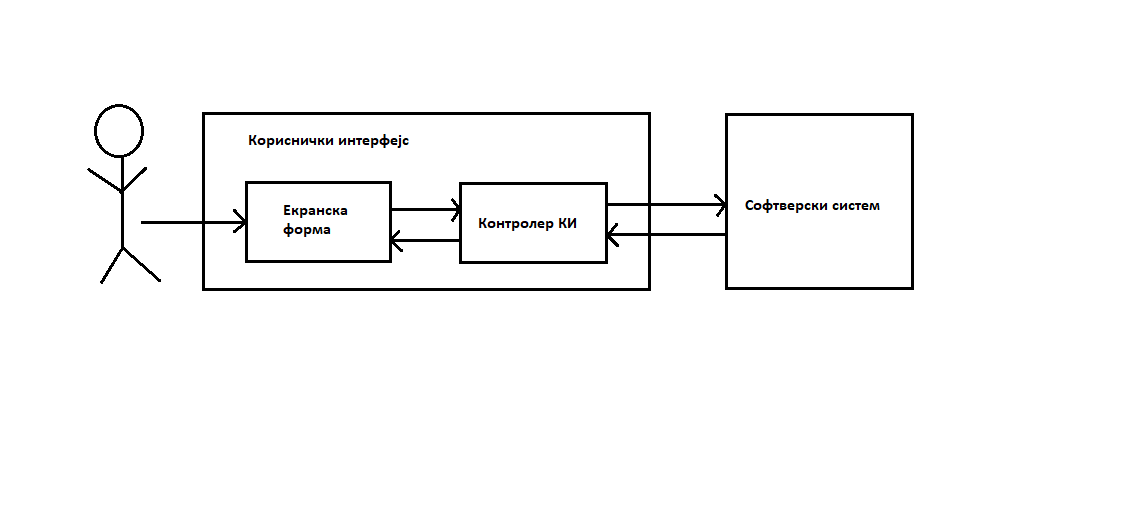 Кориснички интерфејс
Екранска
форма
Контролер КИ
Софтверски систем